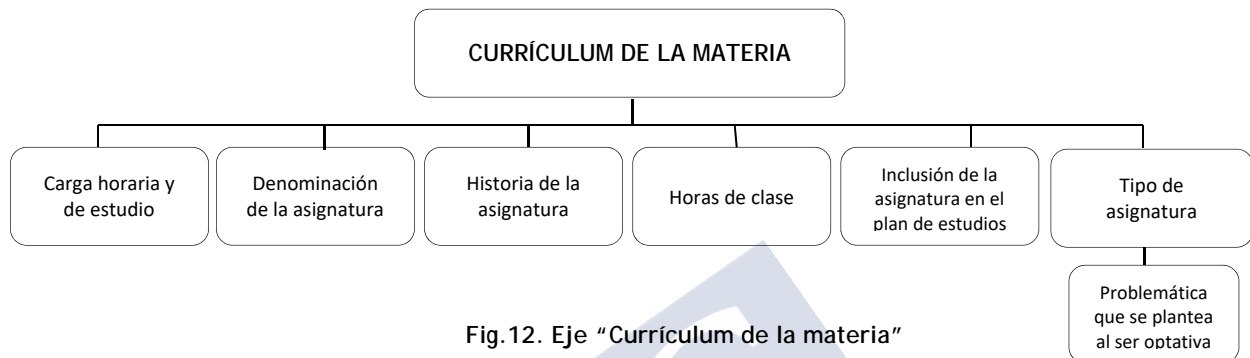 CURRÍCULUM DE LA MATERIA
Carga horaria y
de estudio
Denominación
de la asignatura
Historia de la
asignatura
Horas de clase
Inclusión de la
asignatura en el
plan de estudios
Tipo de
asignatura
Problemática
que se plantea
al ser optativa
Fig.12. Eje “Currículum de la materia”